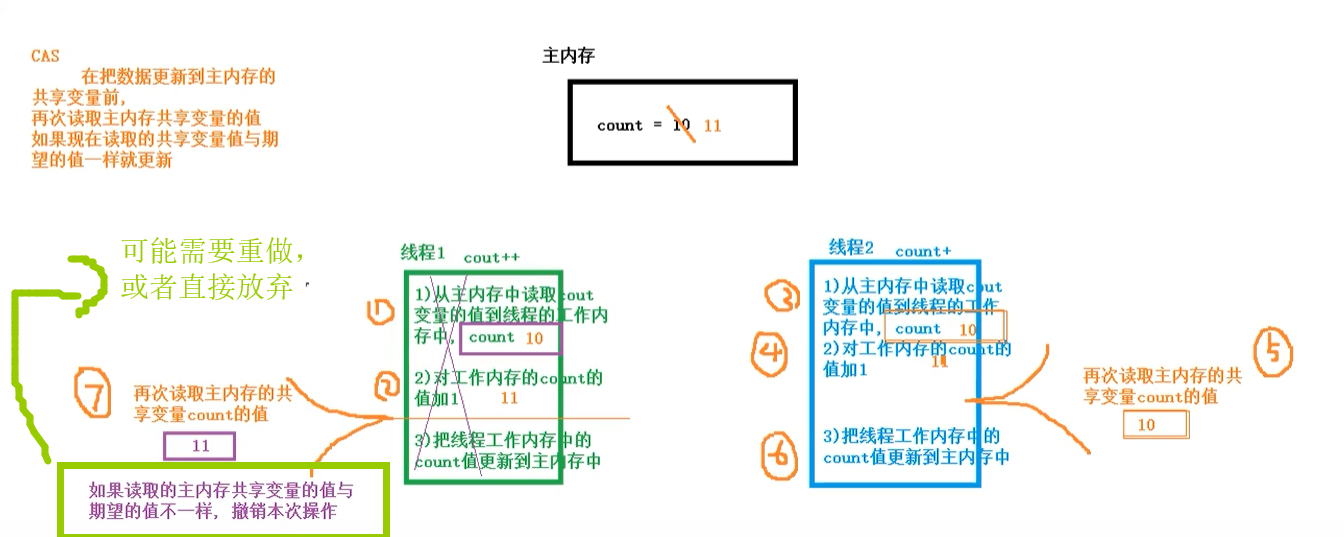 CAS
在把数据更新到主内存的
共享变量前,
再次读取主内存共享变量的值
如果现在读取的共享变量值与期
望的值一样就更新
主内存
count = 10 11
可能需要重做，
或者直接放弃
线程1 cout++
①
1)从主内存中读取cout
变量的值到线程的工作内
存中, count 10
②
2)对工作内存的count的
值加1 11
3)把线程工作内存中的
count值更新到主内存中
⑦
再次读取主内存的共
享变量count的值
11
如果读取的主内存共享变量的值与
期望的值不一样, 撤销本次操作
线程2 count+
③
1)从主内存中读取cout
变量的值到线程的工作
内存中, count 10
④
2)对工作内存的count的
值加1 11
⑤
再次读取主内存的共
享变量count的值
10
⑥
3)把线程工作内存中的
count值更新到主内存中